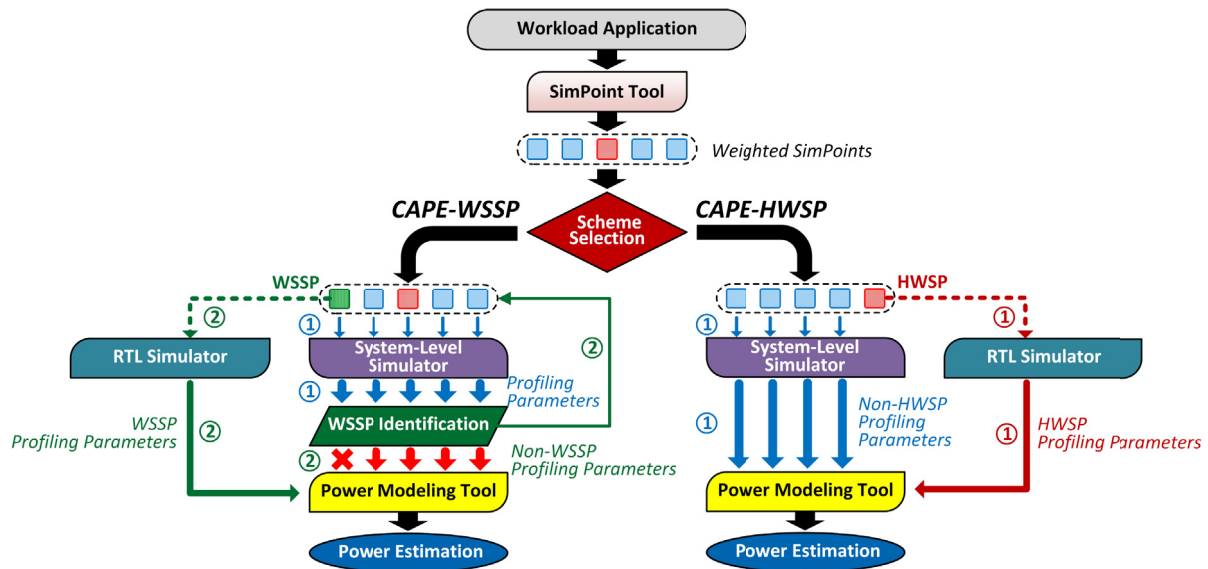 Workload Application
SimPoint Tool
Weighted SimPoints
CAPE-WSSP
CAPE-HWSP
Scheme
Selection
WSSP
②
①
RTL Simulator
System-Level
Simulator
②
①
Profiling
Parameters
WSSP Identification
WSSP
Profiling Parameters
②
②
Non-WSSP
Profiling Parameters
Power Modeling Tool
Power Estimation
HWSP
①
①
System-Level
Simulator
RTL Simulator
①
Non-HWSP
Profiling
Parameters
①
HWSP
Profiling Parameters
Power Modeling Tool
Power Estimation